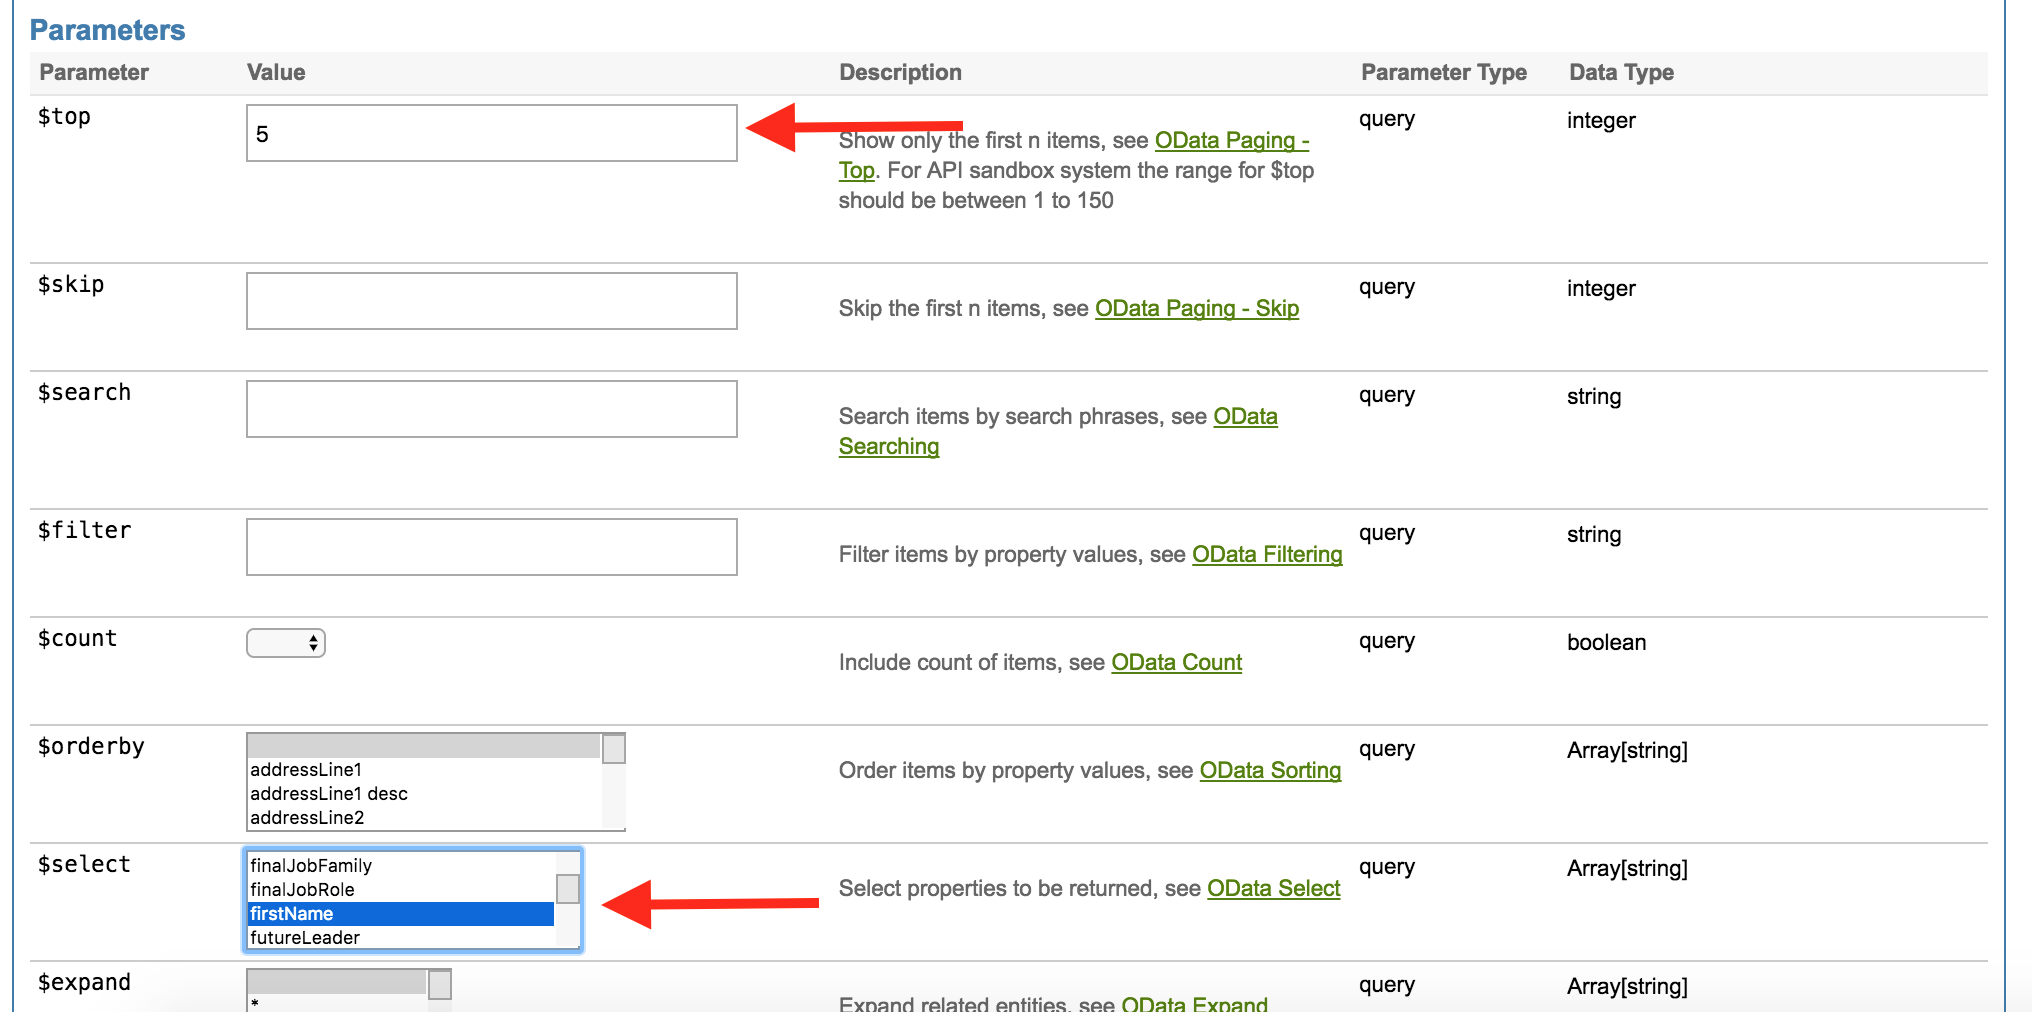 Parameters
Parameter Value Description Parameter Type Data Type
$top 5 query integer
Show only the first n items, see OData Paging -
Top. For API sandbox system the range for $top
should be between 1 to 150
$skip query integer
Skip the first n items, see OData Paging - Skip
$search query string
Search items by search phrases, see OData
Searching
$filter query string
Filter items by property values, see OData Filtering
$count query boolean
Include count of items, see OData Count
$orderby query Array[string]
addressLine1
addressLine1 desc
addressLine2
Order items by property values, see OData Sorting
$select query Array[string]
finalJobFamily
finalJobRole
firstName
futureLeader
Select properties to be returned, see OData Select
$expand query Array[string]
*
Expand related entities, see OData Expand